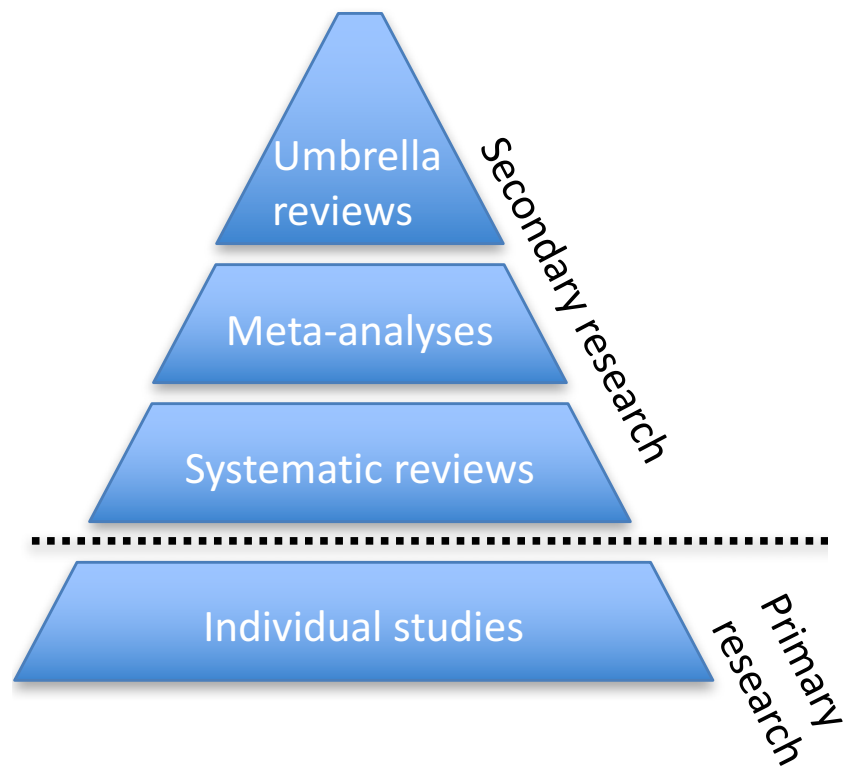 Umbrella
reviews
Secondary research
Meta-analyses
Systematic reviews
Individual studies
Primary
research